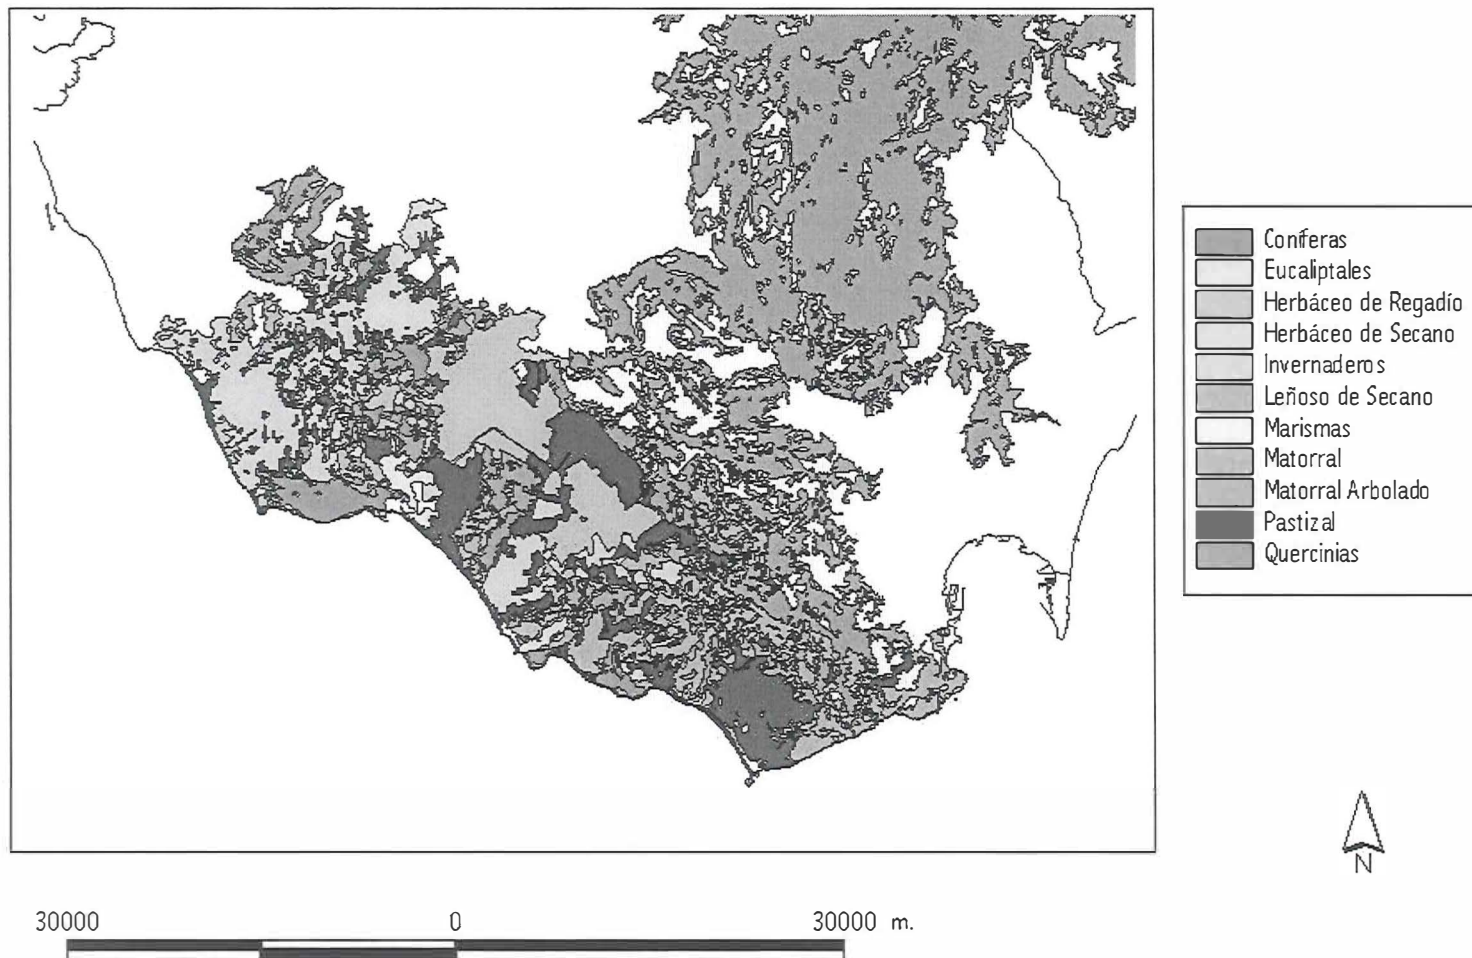 Coníferas
Eucaliptales
Herbáceo de Regadío
Herbáceo de Secano
Invernaderos
Leñoso de Secano
Marismas
Matorral
Matorral Arbolado
Pastizal
Quercinias
N
30000 0 30000 m.